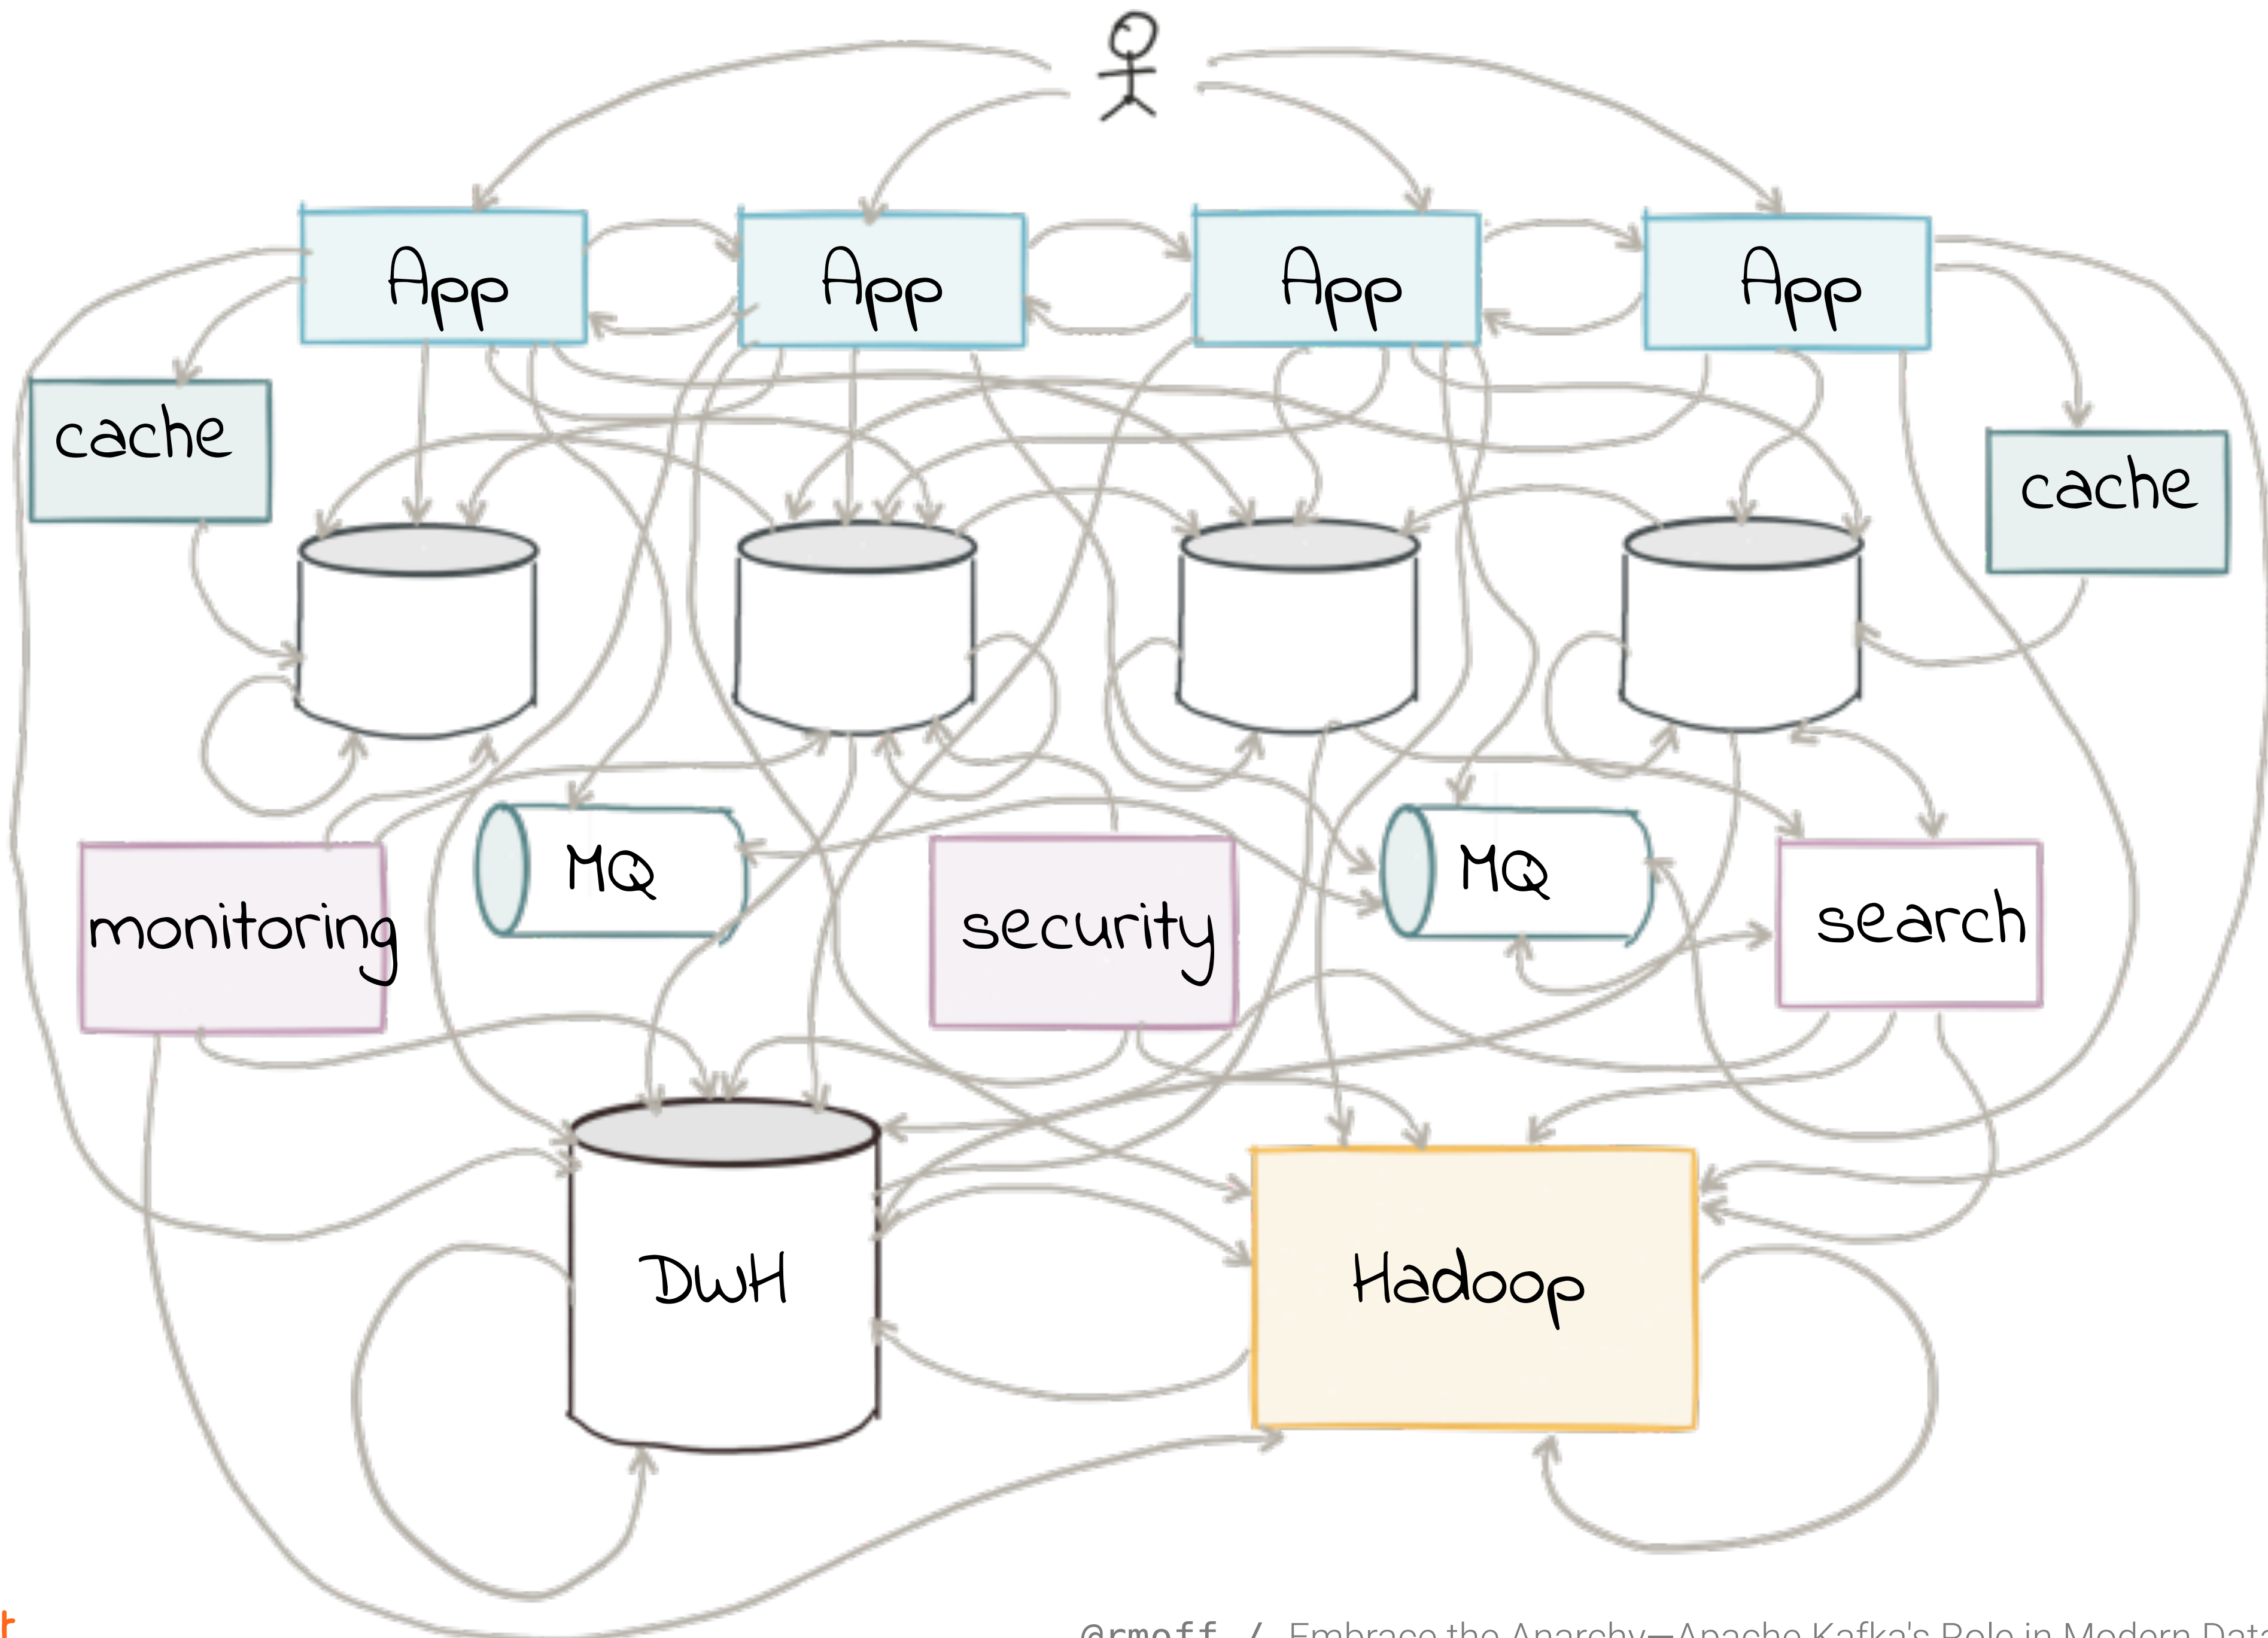 App
App
App
App
cache
cache
MQ
MQ
monitoring
security
search
DWH
Hadoop
@rmoff / Embrace the Anarchy—Apache Kafka's Role in Modern Data